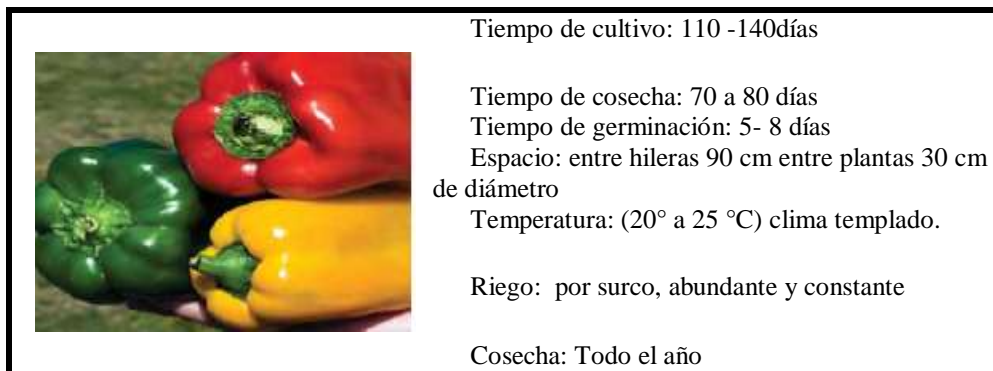 Tiempo de cultivo: 110 -140días
Tiempo de cosecha: 70 a 80 días
Tiempo de germinación: 5- 8 días
Espacio: entre hileras 90 cm entre plantas 30 cm
de diámetro
Temperatura: (20° a 25 °C) clima templado.
Riego:  por surco, abundante y constante
Cosecha: Todo el año